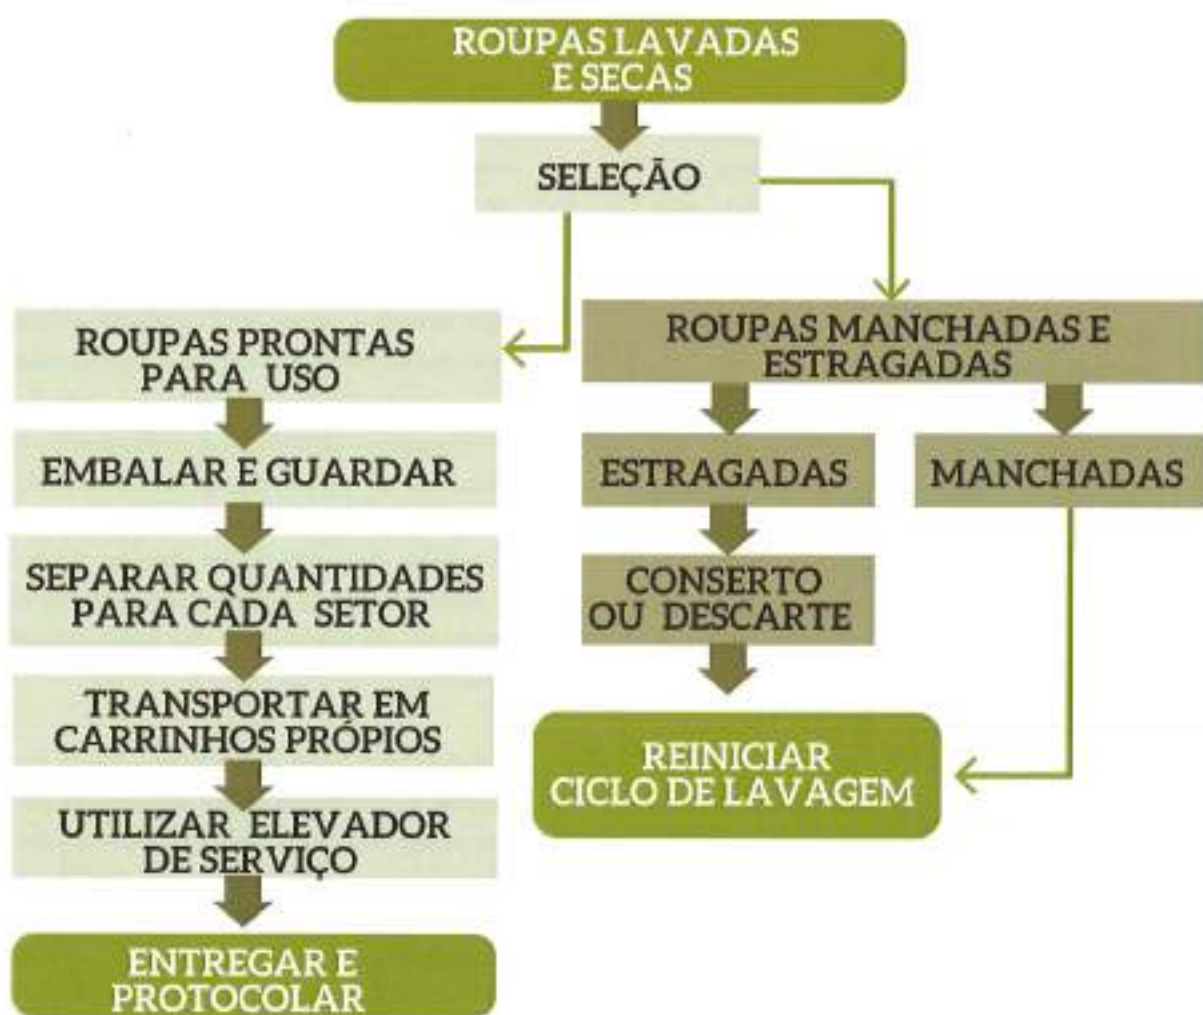 ROUPAS LAVADAS
E SECAS
SELEÇÃO
ROUPAS PRONTAS
PARA USO
EMBALAR E GUARDAR
SEPARAR QUANTIDADES
PARA CADA SETOR
TRANSPORTAR EM
CARRINHOS PRÓPIOS
UTILIZAR ELEVADOR
DE SERVIÇO
ENTREGAR E
PROTOCOLAR
ROUPAS MANCHADAS E
ESTRAGADAS
ESTRAGADAS
MANCHADAS
CONSERTO
OU DESCARTE
REINICIAR
CICLO DE LAVAGEM